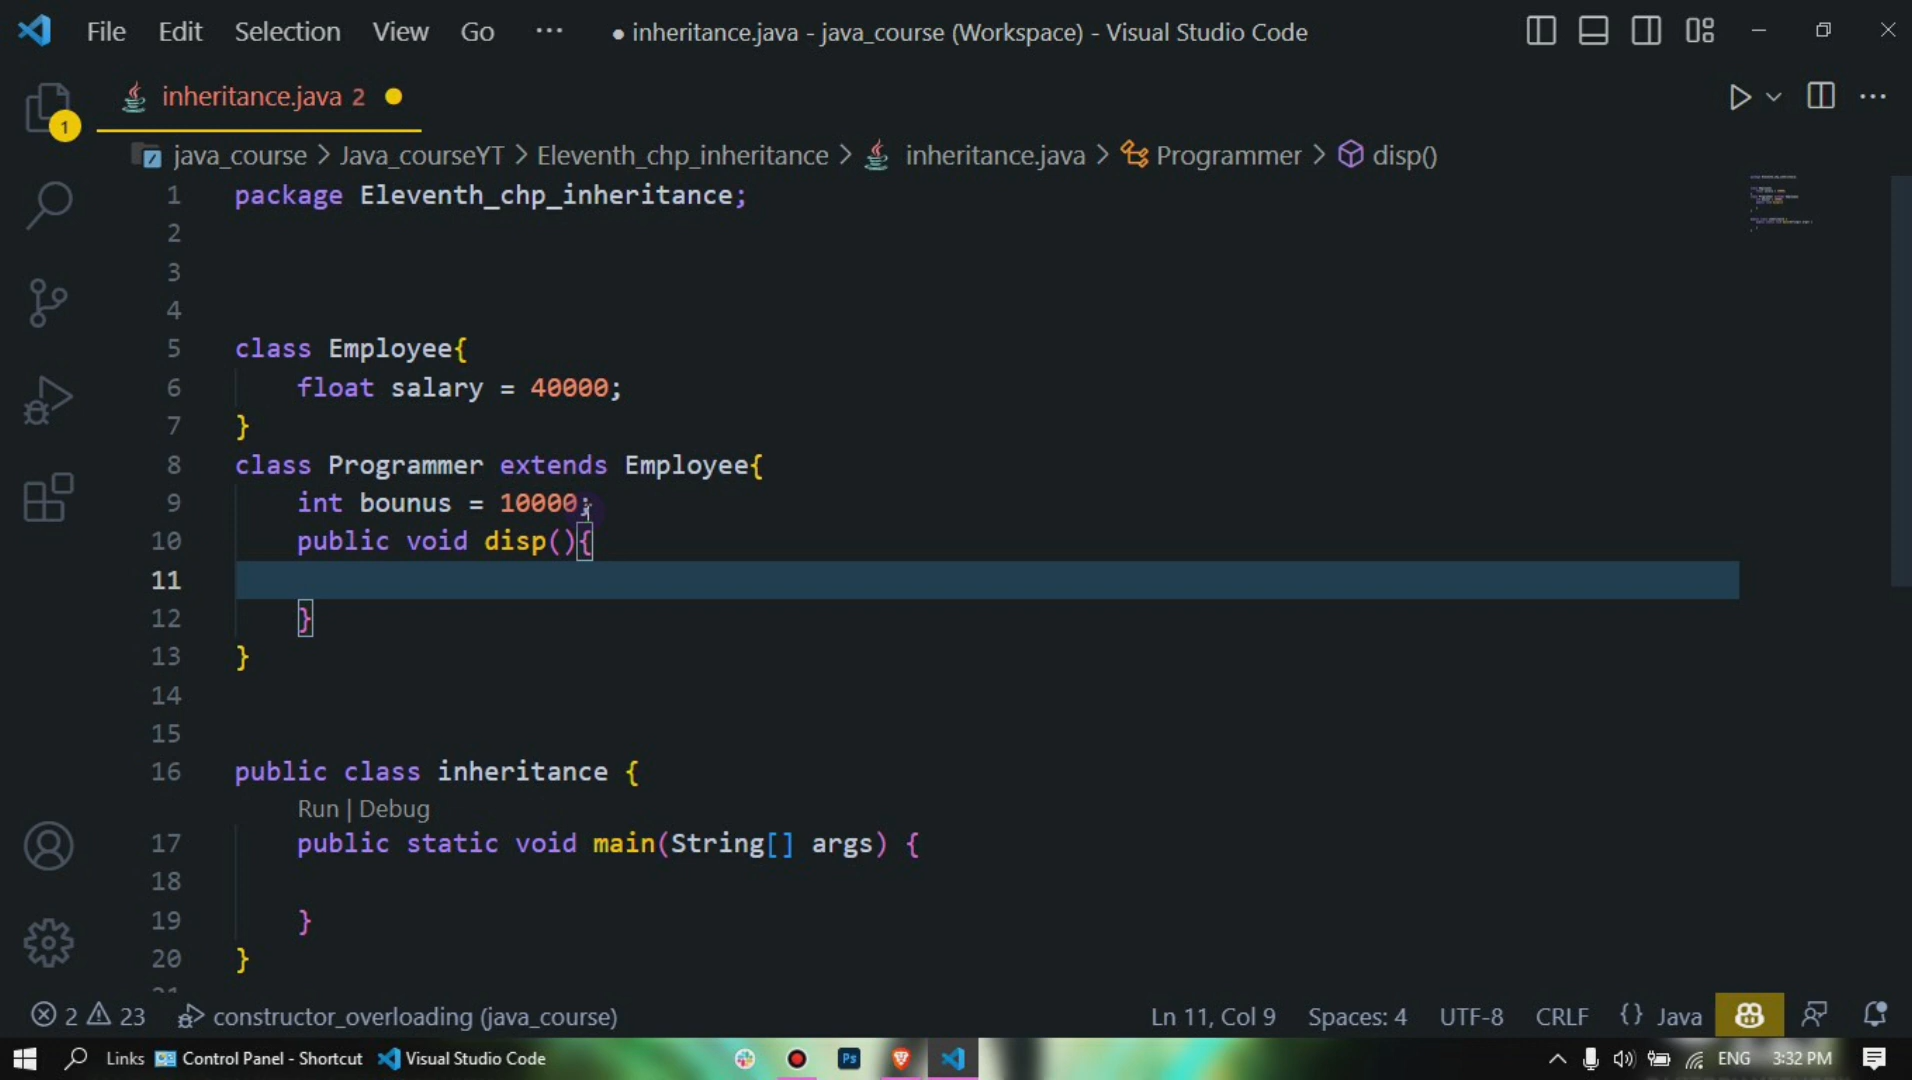 File Edit Selection View Go ··· ● inheritance.java - java_course (Workspace) - Visual Studio Code
inheritance.java 2
java_course > Java_courseYT > Eleventh_chp_inheritance > inheritance.java > Programmer > disp()
1
1 package Eleventh_chp_inheritance;
2
3
4
5 class Employee{
6 float salary = 40000;
7 }
8 class Programmer extends Employee{
9 int bounus = 10000;
10 public void disp(){
11
12 }
13 }
14
15
16 public class inheritance {
Run | Debug
17 public static void main(String[] args) {
18
19 }
20 }
2 23 constructor_overloading (java_course) Ln 11, Col 9 Spaces: 4 UTF-8 CRLF {} Java
Links Control Panel - Shortcut Visual Studio Code Ps ENG 3:32 PM